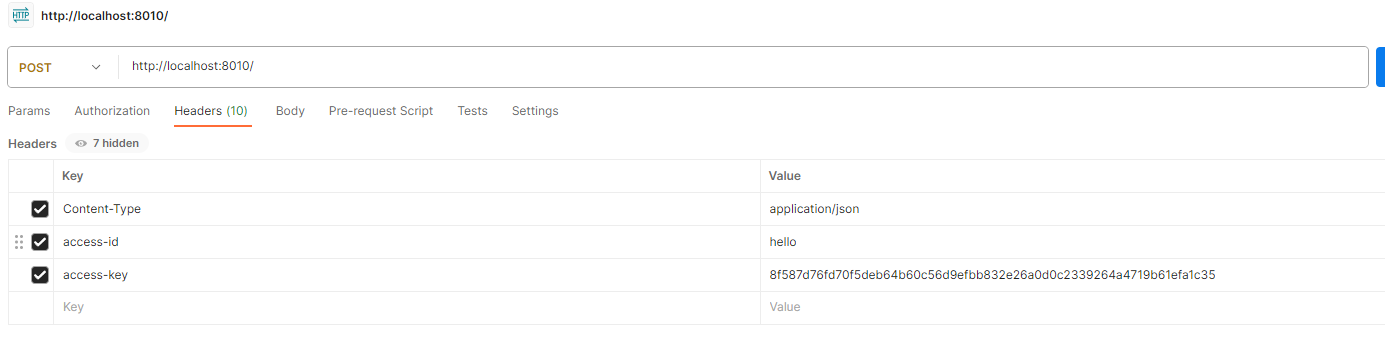 HTTP http://localhost:8010/
POST http://localhost:8010/
Params Authorization Headers (10) Body Pre-request Script Tests Settings
Headers 7 hidden
Key Value
Content-Type application/json
access-id hello
access-key 8f587d76fd70f5deb64b60c56d9efbb832e26a0d0c2339264a4719b61efa1c35
Key Value